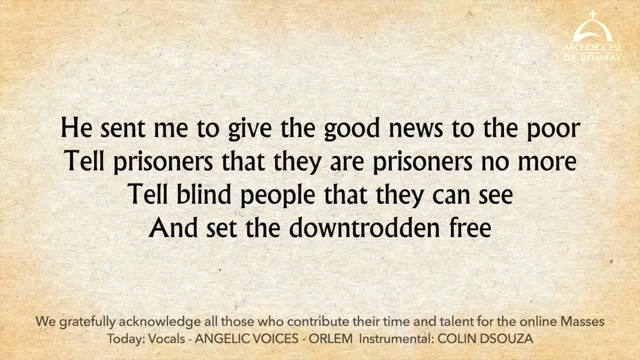 ARCHDIOCESE
OF BOMBAY
He sent me to give the good news to the poor
Tell prisoners that they are prisoners no more
Tell blind people that they can see
And set the downtrodden free
We gratefully acknowledge all those who contribute their time and talent for the online Masses
Today: Vocals - ANGELIC VOICES - ORLEM Instrumental: COLIN DSOUZA